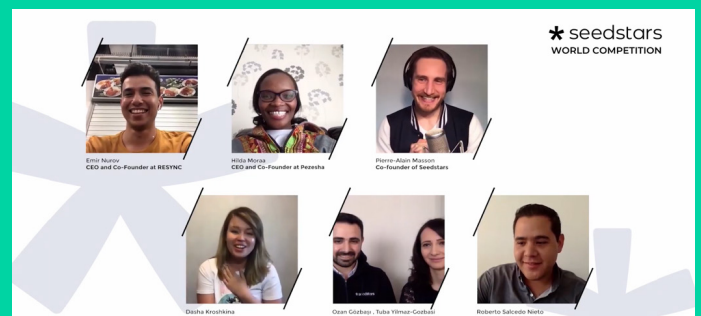 seedstars
WORLD COMPETITION
Emir Nurov
CEO and Co-Founder at RESYNC
Hilda Moraa
CEO and Co-Founder at Pezesha
Pierre-Alain Masson
Co-founder of Seedstars
Dasha Kroshkina
Ozan Gözbaşı , Tuba Yilmaz-Gozbasi
Roberto Salcedo Nieto